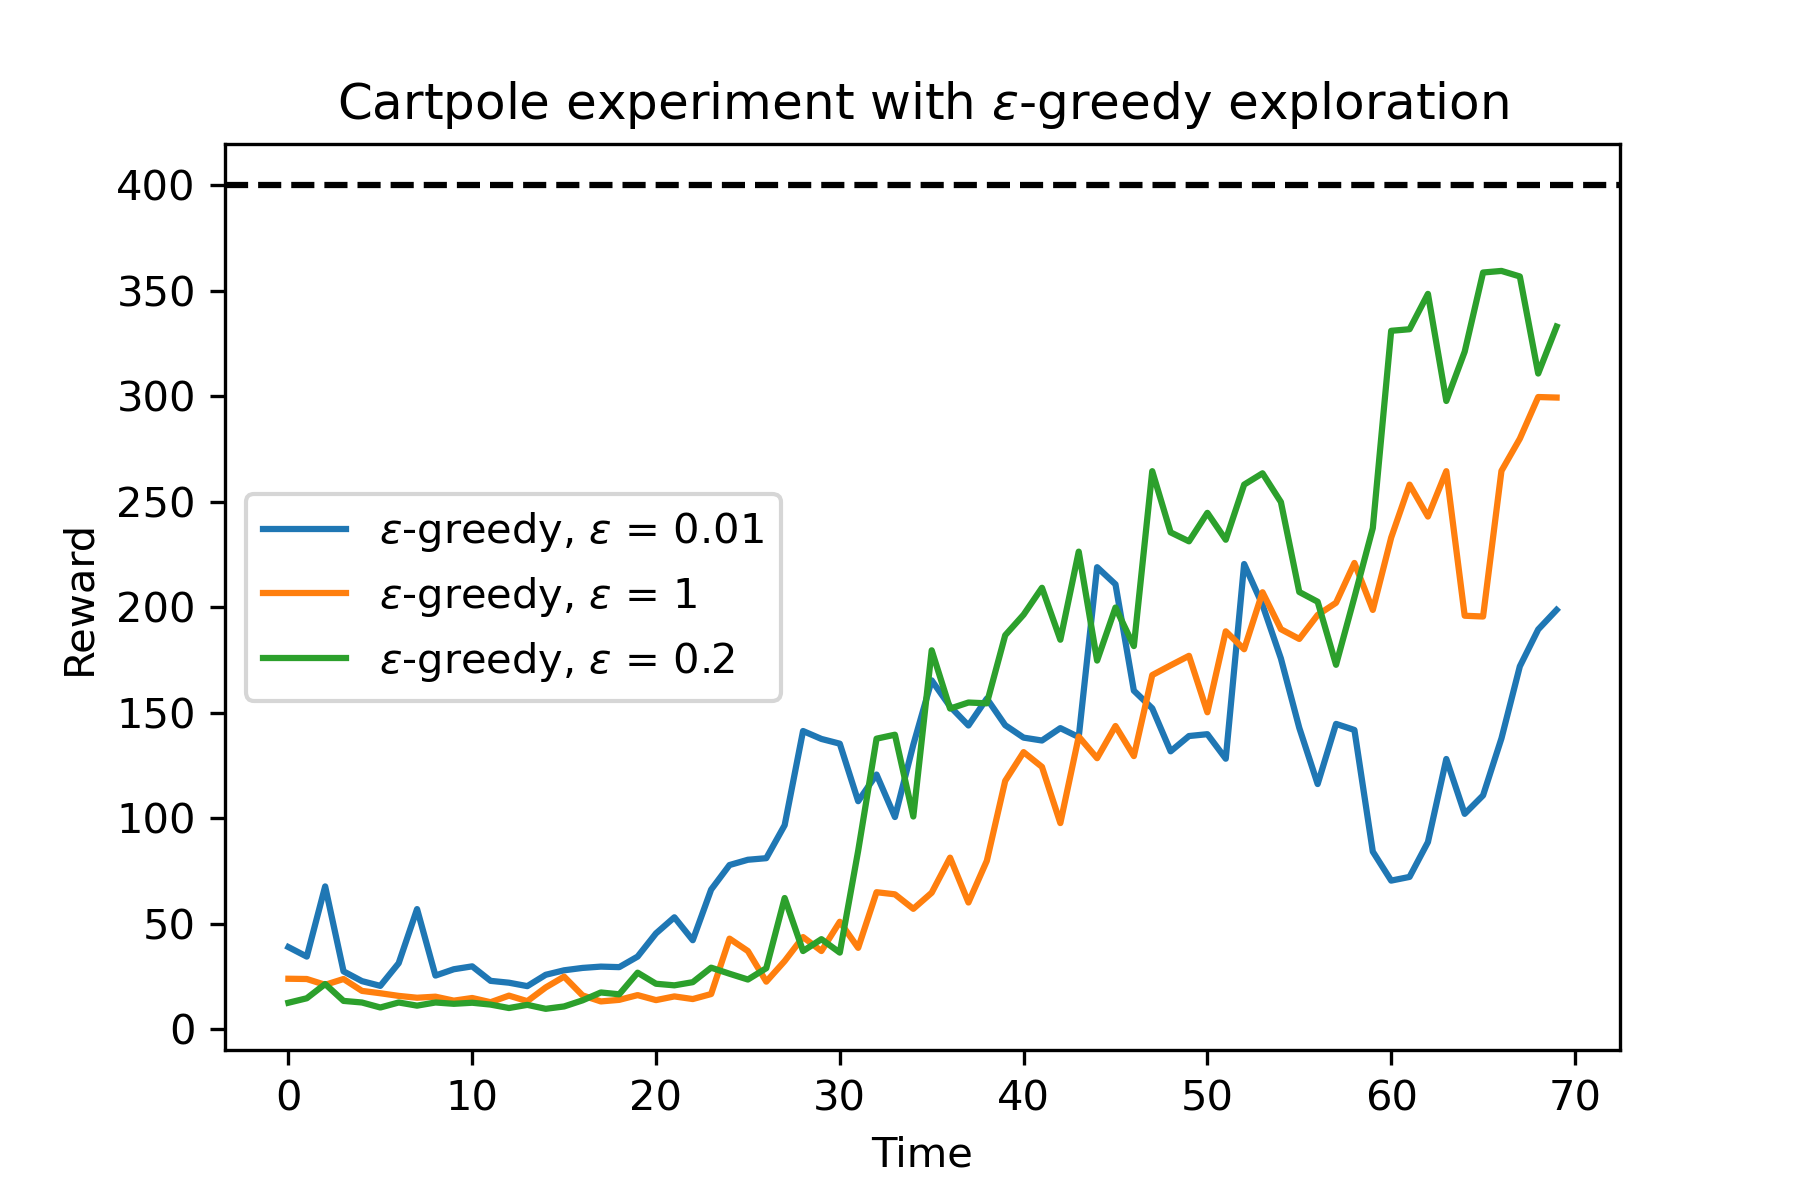 Cartpole experiment with ε-greedy exploration
400
350
300
250
200
150
100
50
0
Reward
ε-greedy, ε = 0.01
ε-greedy, ε = 1
ε-greedy, ε = 0.2
0 10 20 30 40 50 60 70
Time